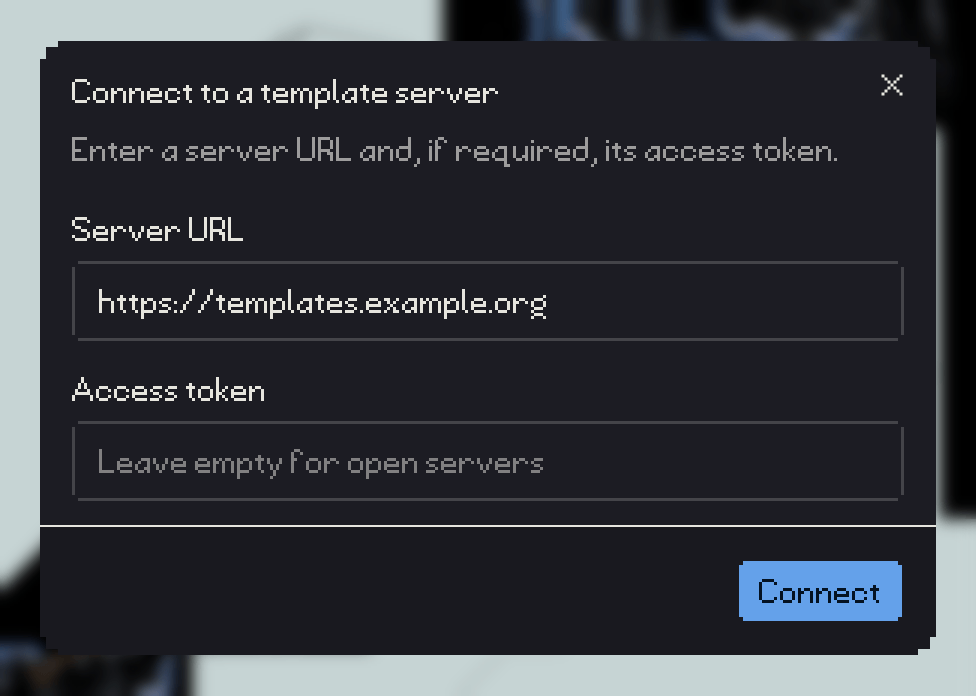 Connect to a template server
Enter a server URL and, if required, its access token.
Server URL
https://templates.example.org
Access token
Leave empty for open servers
Connect